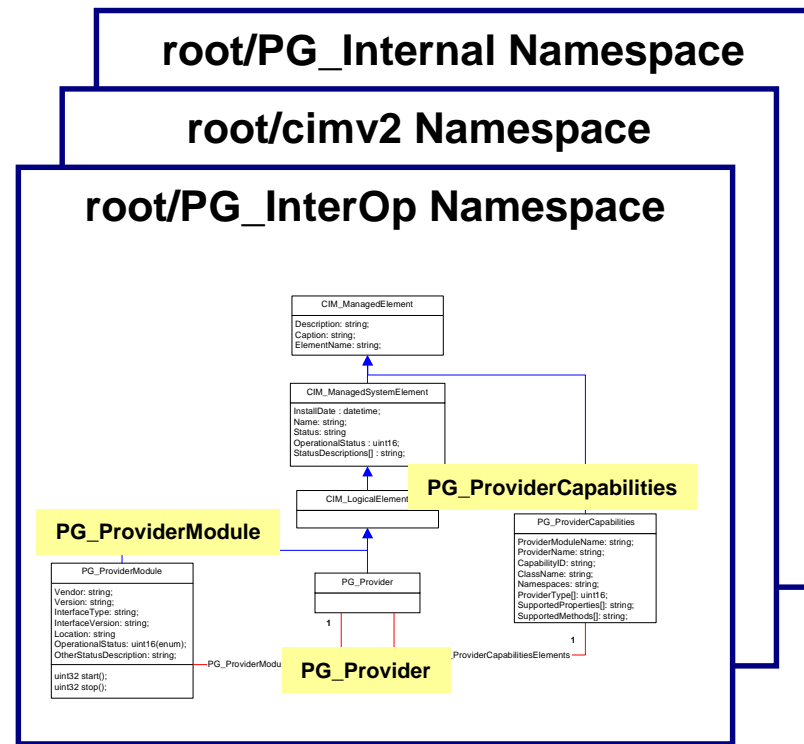 root/PG_Internal Namespace
root/cimv2 Namespace
root/PG_InterOp Namespace
CIM_ManagedElement
Description: string;
Caption: string;
ElementName: string;
CIM_ManagedSystemElement
InstallDate : datetime;
Name: string;
Status: string
OperationalStatus : uint16;
StatusDescriptions[] : string;
PG_ProviderCapabilities
CIM_LogicalElement
PG_ProviderModule
PG_ProviderCapabilities
ProviderModuleName: string;
ProviderName: string;
CapabilityID: string;
ClassName: string;
Namespaces: string;
ProviderType[]: uint16;
SupportedProperties[]: string;
SupportedMethods[]: string;
PG_ProviderModule
Vendor: string;
Version: string;
InterfaceType: string;
InterfaceVersion: string;
Location: string
OperationalStatus: uint16(enum);
OtherStatusDescription: string;
uint32 start();
uint32 stop();
PG_Provider
1
1
PG_ProviderModu
PG_Provider
ProviderCapabilitiesElements